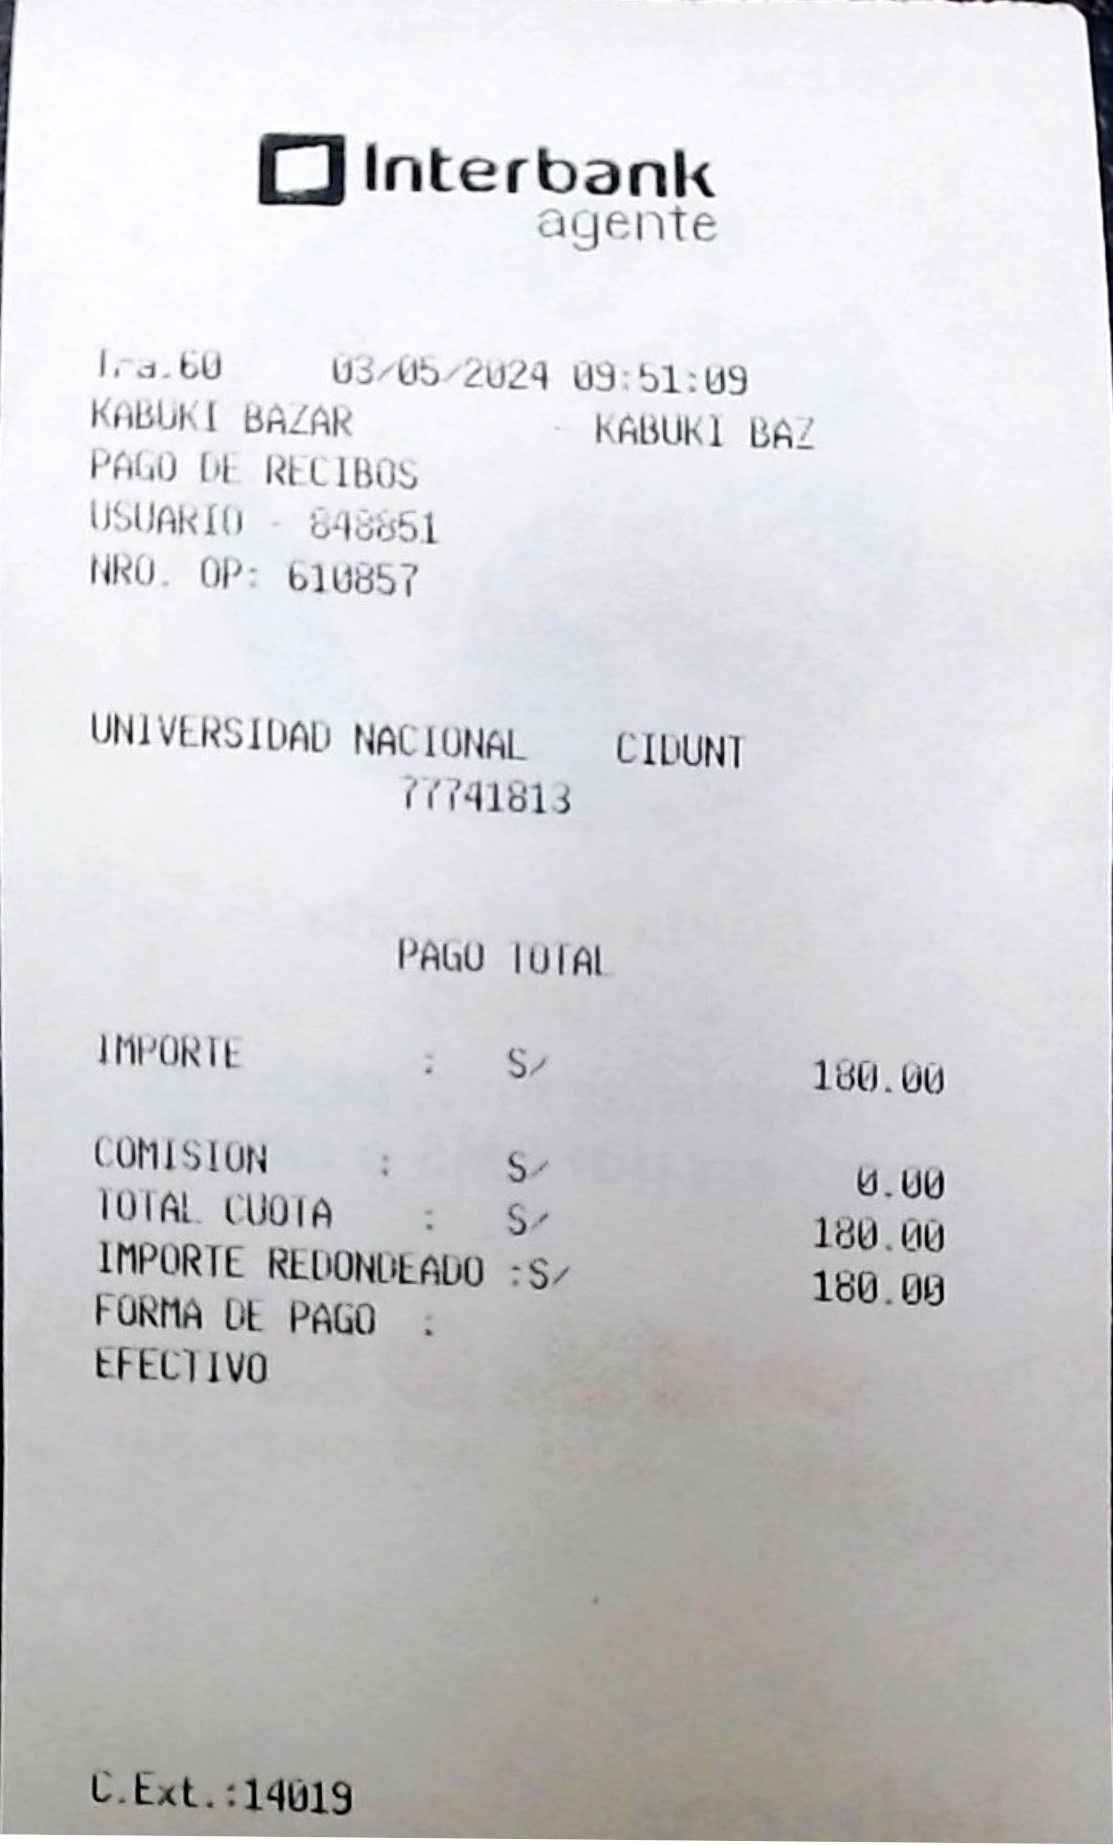 Interbank
agente
Tra.60 03/05/2024 09:51:09
KABUKI BAZAR - KABUKI BAZ
PAGO DE RECIBOS
USUARIO - 848851
NRO. OP: 610857
UNIVERSIDAD NACIONAL CIDUNT
77741813
PAGO TOTAL
IMPORTE : S/ 180.00
COMISION : S/ 0.00
TOTAL CUOTA : S/ 180.00
IMPORTE REDONDEADO :S/ 180.00
FORMA DE PAGO :
EFECTIVO
C.Ext.:14019